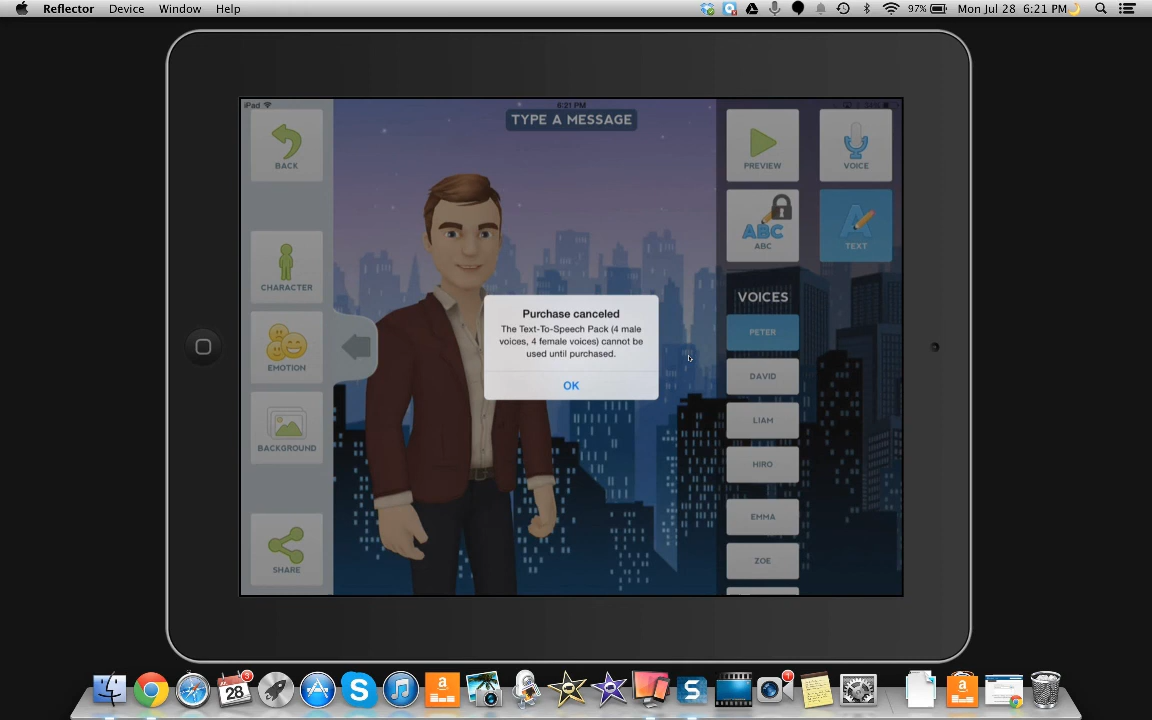 Reflector Device Window Help 97% Mon Jul 28 6:21 PM
iPad 6:21 PM
TYPE A MESSAGE
BACK
PREVIEW
VOICE
ABC
ABC
TEXT
CHARACTER
VOICES
PETER
Purchase canceled
The Text-To-Speech Pack (4 male
voices, 4 female voices) cannot be
used until purchased.
OK
EMOTION
DAVID
LIAM
BACKGROUND
HIRO
EMMA
ZOE
SHARE
3
28
1